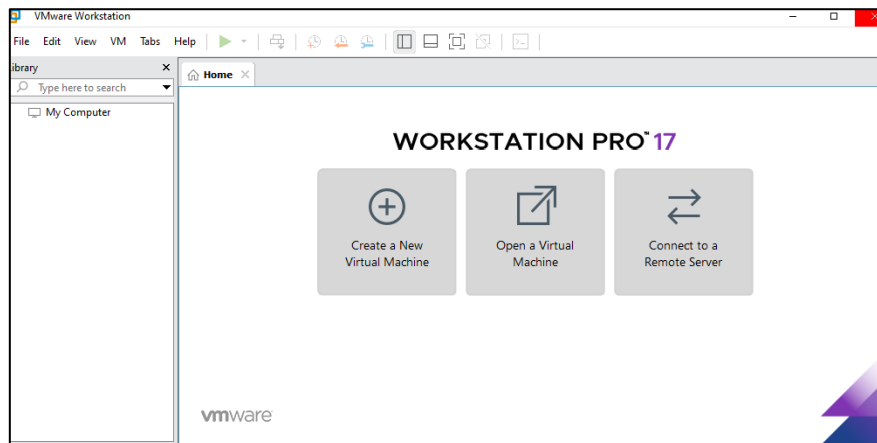 VMware Workstation
File Edit View VM Tabs Help
ibrary
Type here to search
My Computer
Home
WORKSTATION PRO™ 17
Create a New
Virtual Machine
Open a Virtual
Machine
Connect to a
Remote Server
vmware